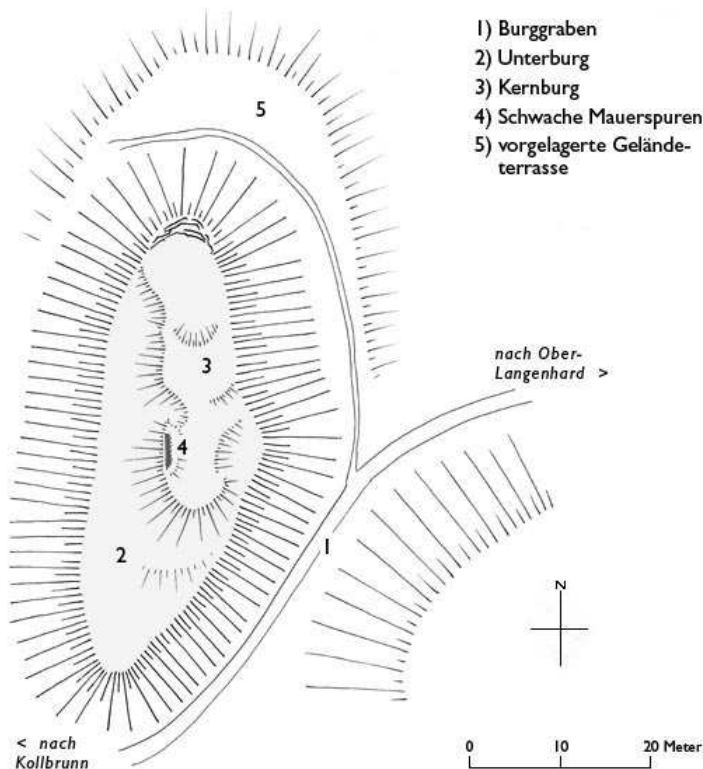 1) Burggraben
2) Unterburg
3) Kernburg
4) Schwache Mauerspuren
5) vorgelagerte Gelände-
terrasse
5
nach Ober-
Langenhard >
3
4
2
1
N
< nach
Kollbrunn
0 10 20 Meter